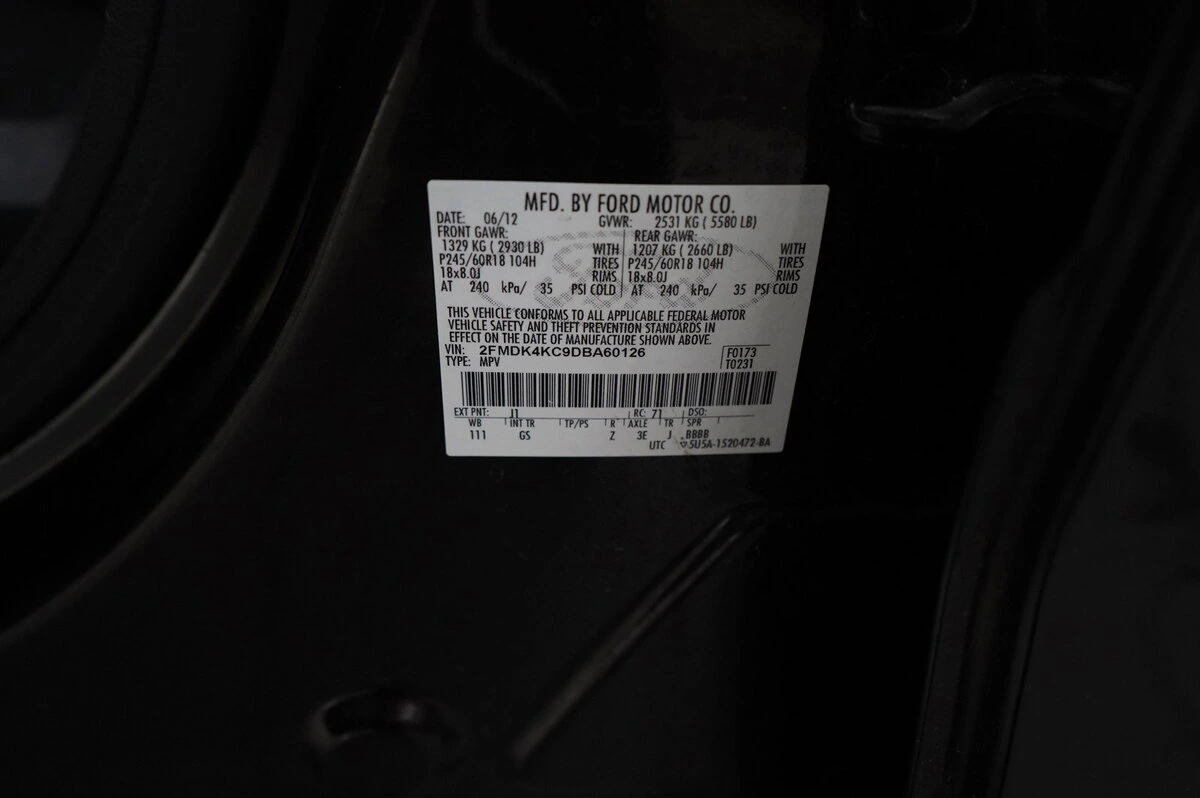 MFD. BY FORD MOTOR CO.
DATE: 06/12 GVWR: 2531 KG ( 5580 LB)
FRONT GAWR: REAR GAWR:
1329 KG ( 2930 LB) WITH 1207 KG ( 2660 LB) WITH
P245/60R18 104H TIRES P245/60R18 104H TIRES
18x8.0J RIMS 18x8.0J RIMS
AT 240 kPa/ 35 PSI COLD AT 240 kPa/ 35 PSI COLD
THIS VEHICLE CONFORMS TO ALL APPLICABLE FEDERAL MOTOR
VEHICLE SAFETY AND THEFT PREVENTION STANDARDS IN
EFFECT ON THE DATE OF MANUFACTURE SHOWN ABOVE.
VIN: 2FMDK4KC9DBA60126 F0173
TYPE: MPV T0231
EXT PNT: J1 RC: 71 DSO:
WB INT TR TP/PS R AXLE TR SPR
111 GS Z 3E J BBBB
UTC 5U5A-1520472-BA